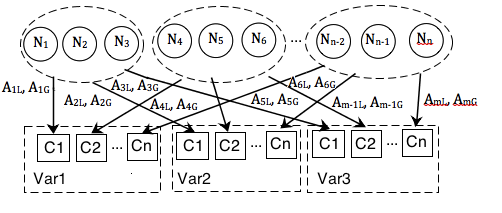 N1 N2 N3 N4 N5 N6 ... Nn-2 Nn-1 Nn
A1L, A1G A3L, A3G A6L, A6G
A2L, A2G A4L, A4G A5L, A5G Am-1L, Am-1G AmL, AmG
C1 C2 ... Cn C1 C2 ... Cn C1 C2 ... Cn
Var1 Var2 Var3